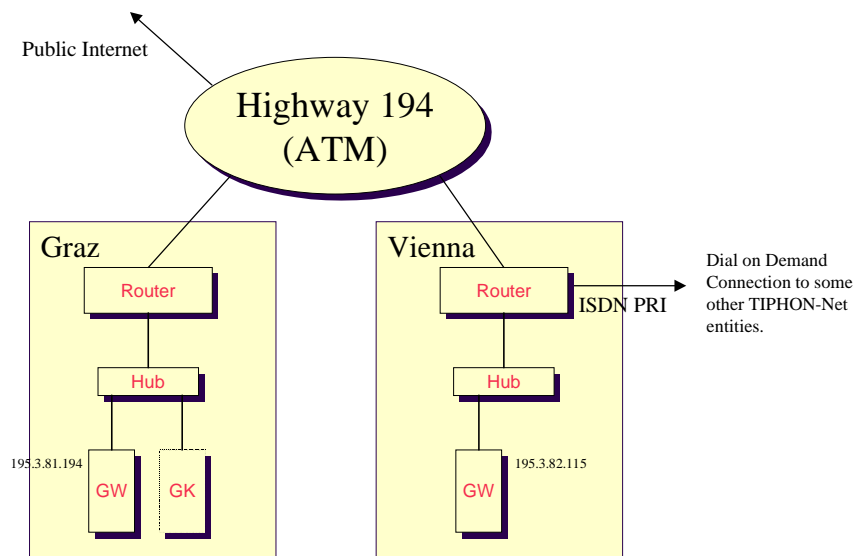 Public Internet
Highway 194
(ATM)
Graz
Router
Hub
195.3.81.194
GW
GK
Vienna
Router
ISDN PRI
Hub
195.3.82.115
GW
Dial on Demand
Connection to some
other TIPHON-Net
entities.